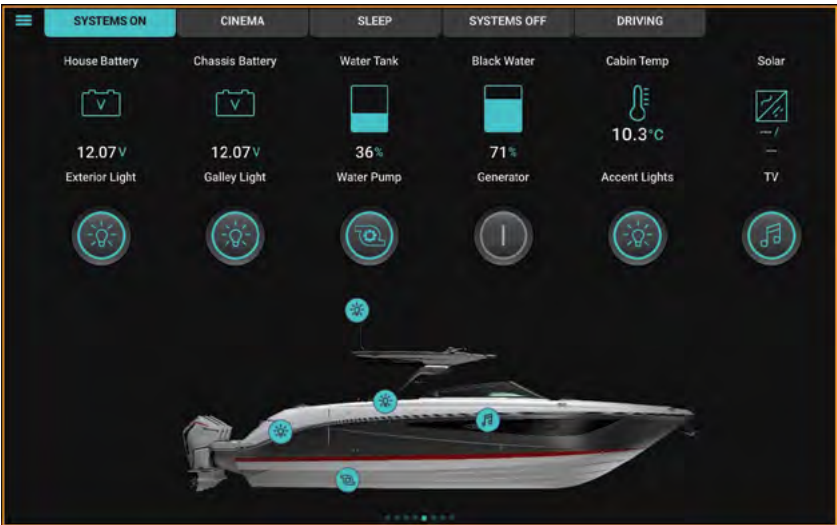 SYSTEMS ON CINEMA SLEEP SYSTEMS OFF DRIVING
House Battery Chassis Battery Water Tank Black Water Cabin Temp Solar
V V
10.3°C --- /
12.07V 12.07V 36% 71% ---
Exterior Light Galley Light Water Pump Generator Accent Lights TV